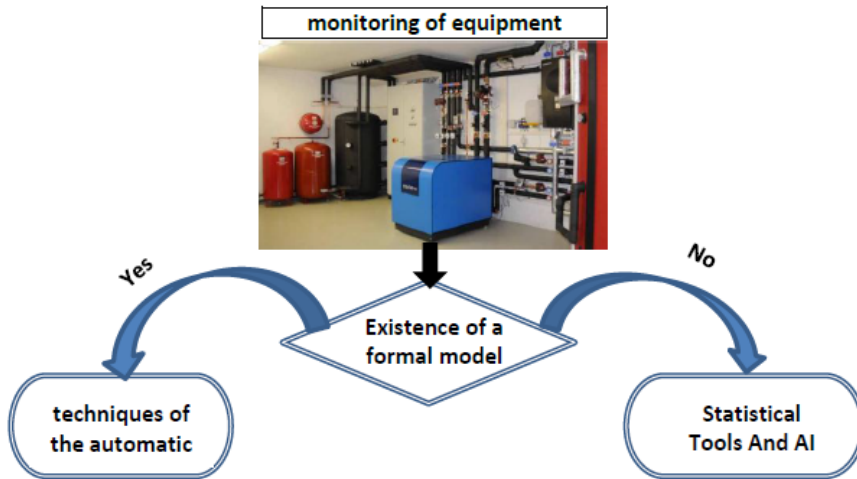 monitoring of equipment
Yes
No
Existence of a
formal model
techniques of
the automatic
Statistical
Tools And AI